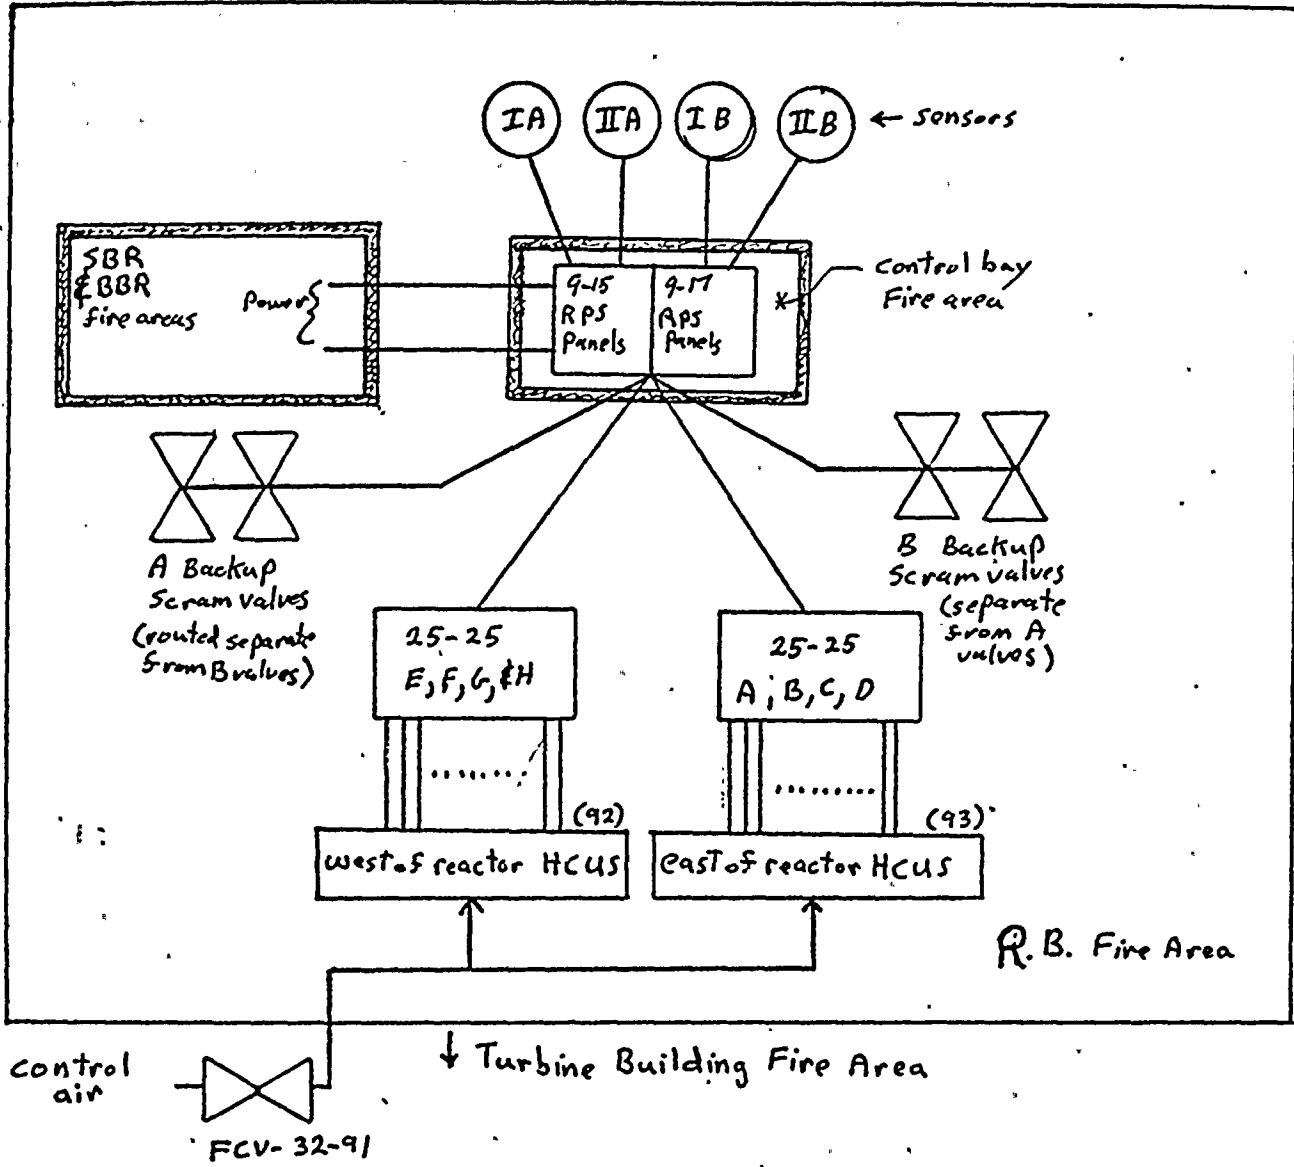 IA
IIA
IB
IIB
← sensors
SBR
& BBR
fire areas
Power
9-15
RPS
Panels
9-17
RPS
Panels
*
control bay
Fire area
A Backup
Scram valves
(routed separate
from B valves)
B Backup
Scram valves
(separate
from A
valves)
25-25
E, F, G, & H
25-25
A, B, C, D
(92)
(93)
west of reactor HCUS
east of reactor HCUS
R.B. Fire Area
↓ Turbine Building Fire Area
control
air
FCV-32-91